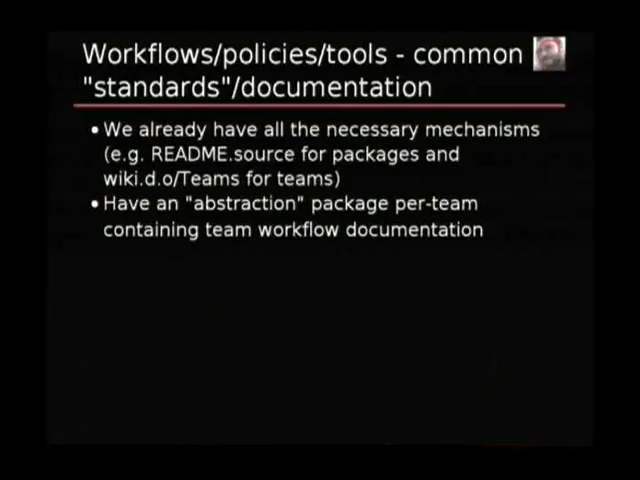 Workflows/policies/tools - common
"standards"/documentation
• We already have all the necessary mechanisms
(e.g. README.source for packages and
wiki.d.o/Teams for teams)
• Have an "abstraction" package per-team
containing team workflow documentation